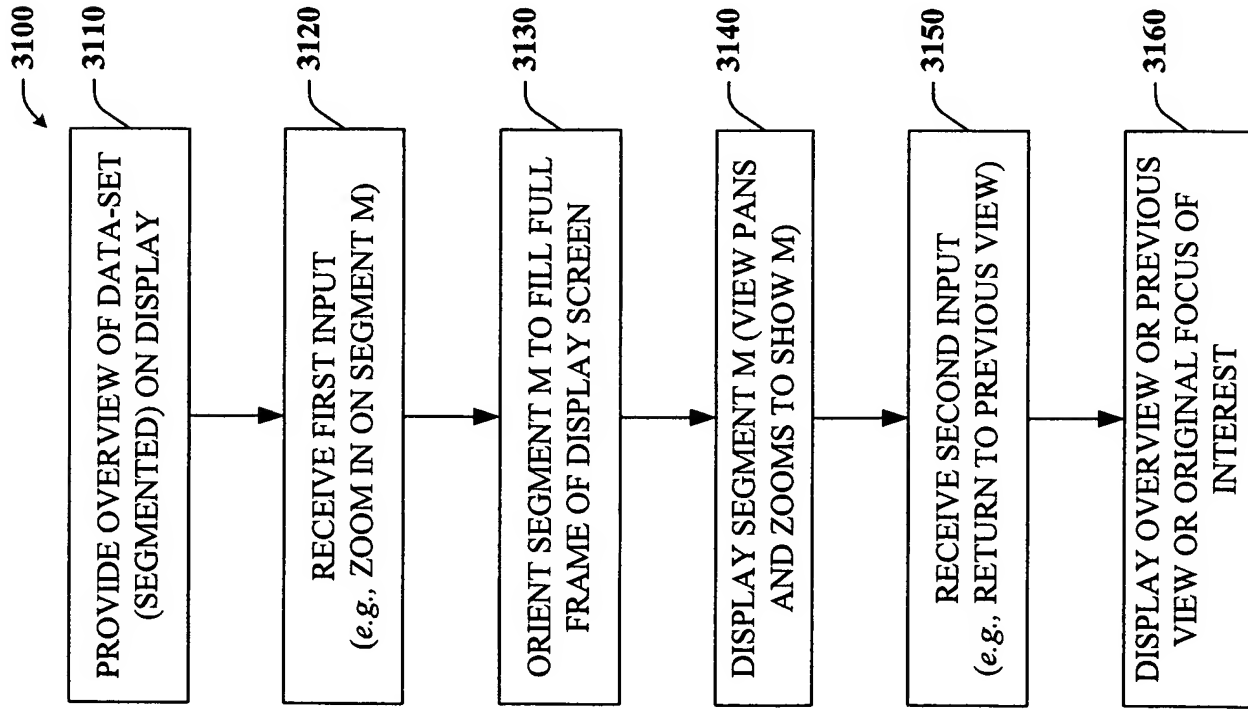 3100
3110
PROVIDE OVERVIEW OF DATA-SET
(SEGMENTED) ON DISPLAY
3120
RECEIVE FIRST INPUT
(e.g., ZOOM IN ON SEGMENT M)
3130
ORIENT SEGMENT M TO FILL FULL
FRAME OF DISPLAY SCREEN
3140
DISPLAY SEGMENT M (VIEW PANS
AND ZOOMS TO SHOW M)
3150
RECEIVE SECOND INPUT
(e.g., RETURN TO PREVIOUS VIEW)
3160
DISPLAY OVERVIEW OR PREVIOUS
VIEW OR ORIGINAL FOCUS OF
INTEREST